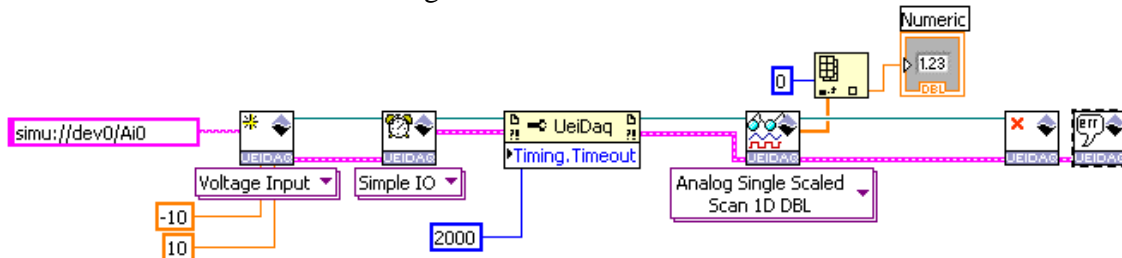 Numeric
0
1.23
DBL
simu://dev0/Ai0
UEIDAQ
UEIDAQ
UeiDaq
Timing.Timeout
UEIDAQ
UEIDAQ
err
UEIDAQ
Voltage Input
Simple IO
Analog Single Scaled
Scan 1D DBL
-10
10
2000